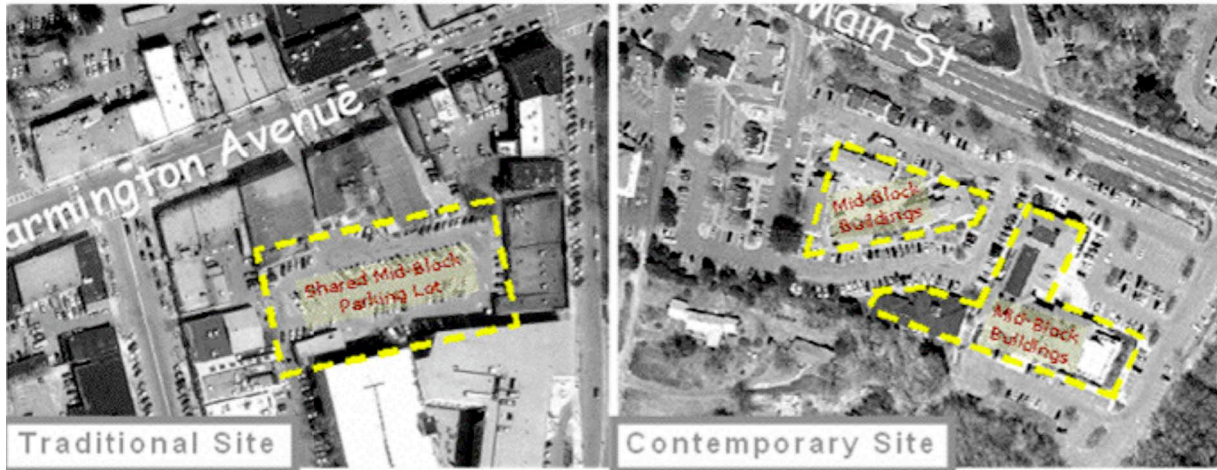 armington Avenue
Shared Mid-Block
Parking Lot
Traditional Site
Main St.
Mid-Block
Buildings
Mid-Block
Buildings
Contemporary Site